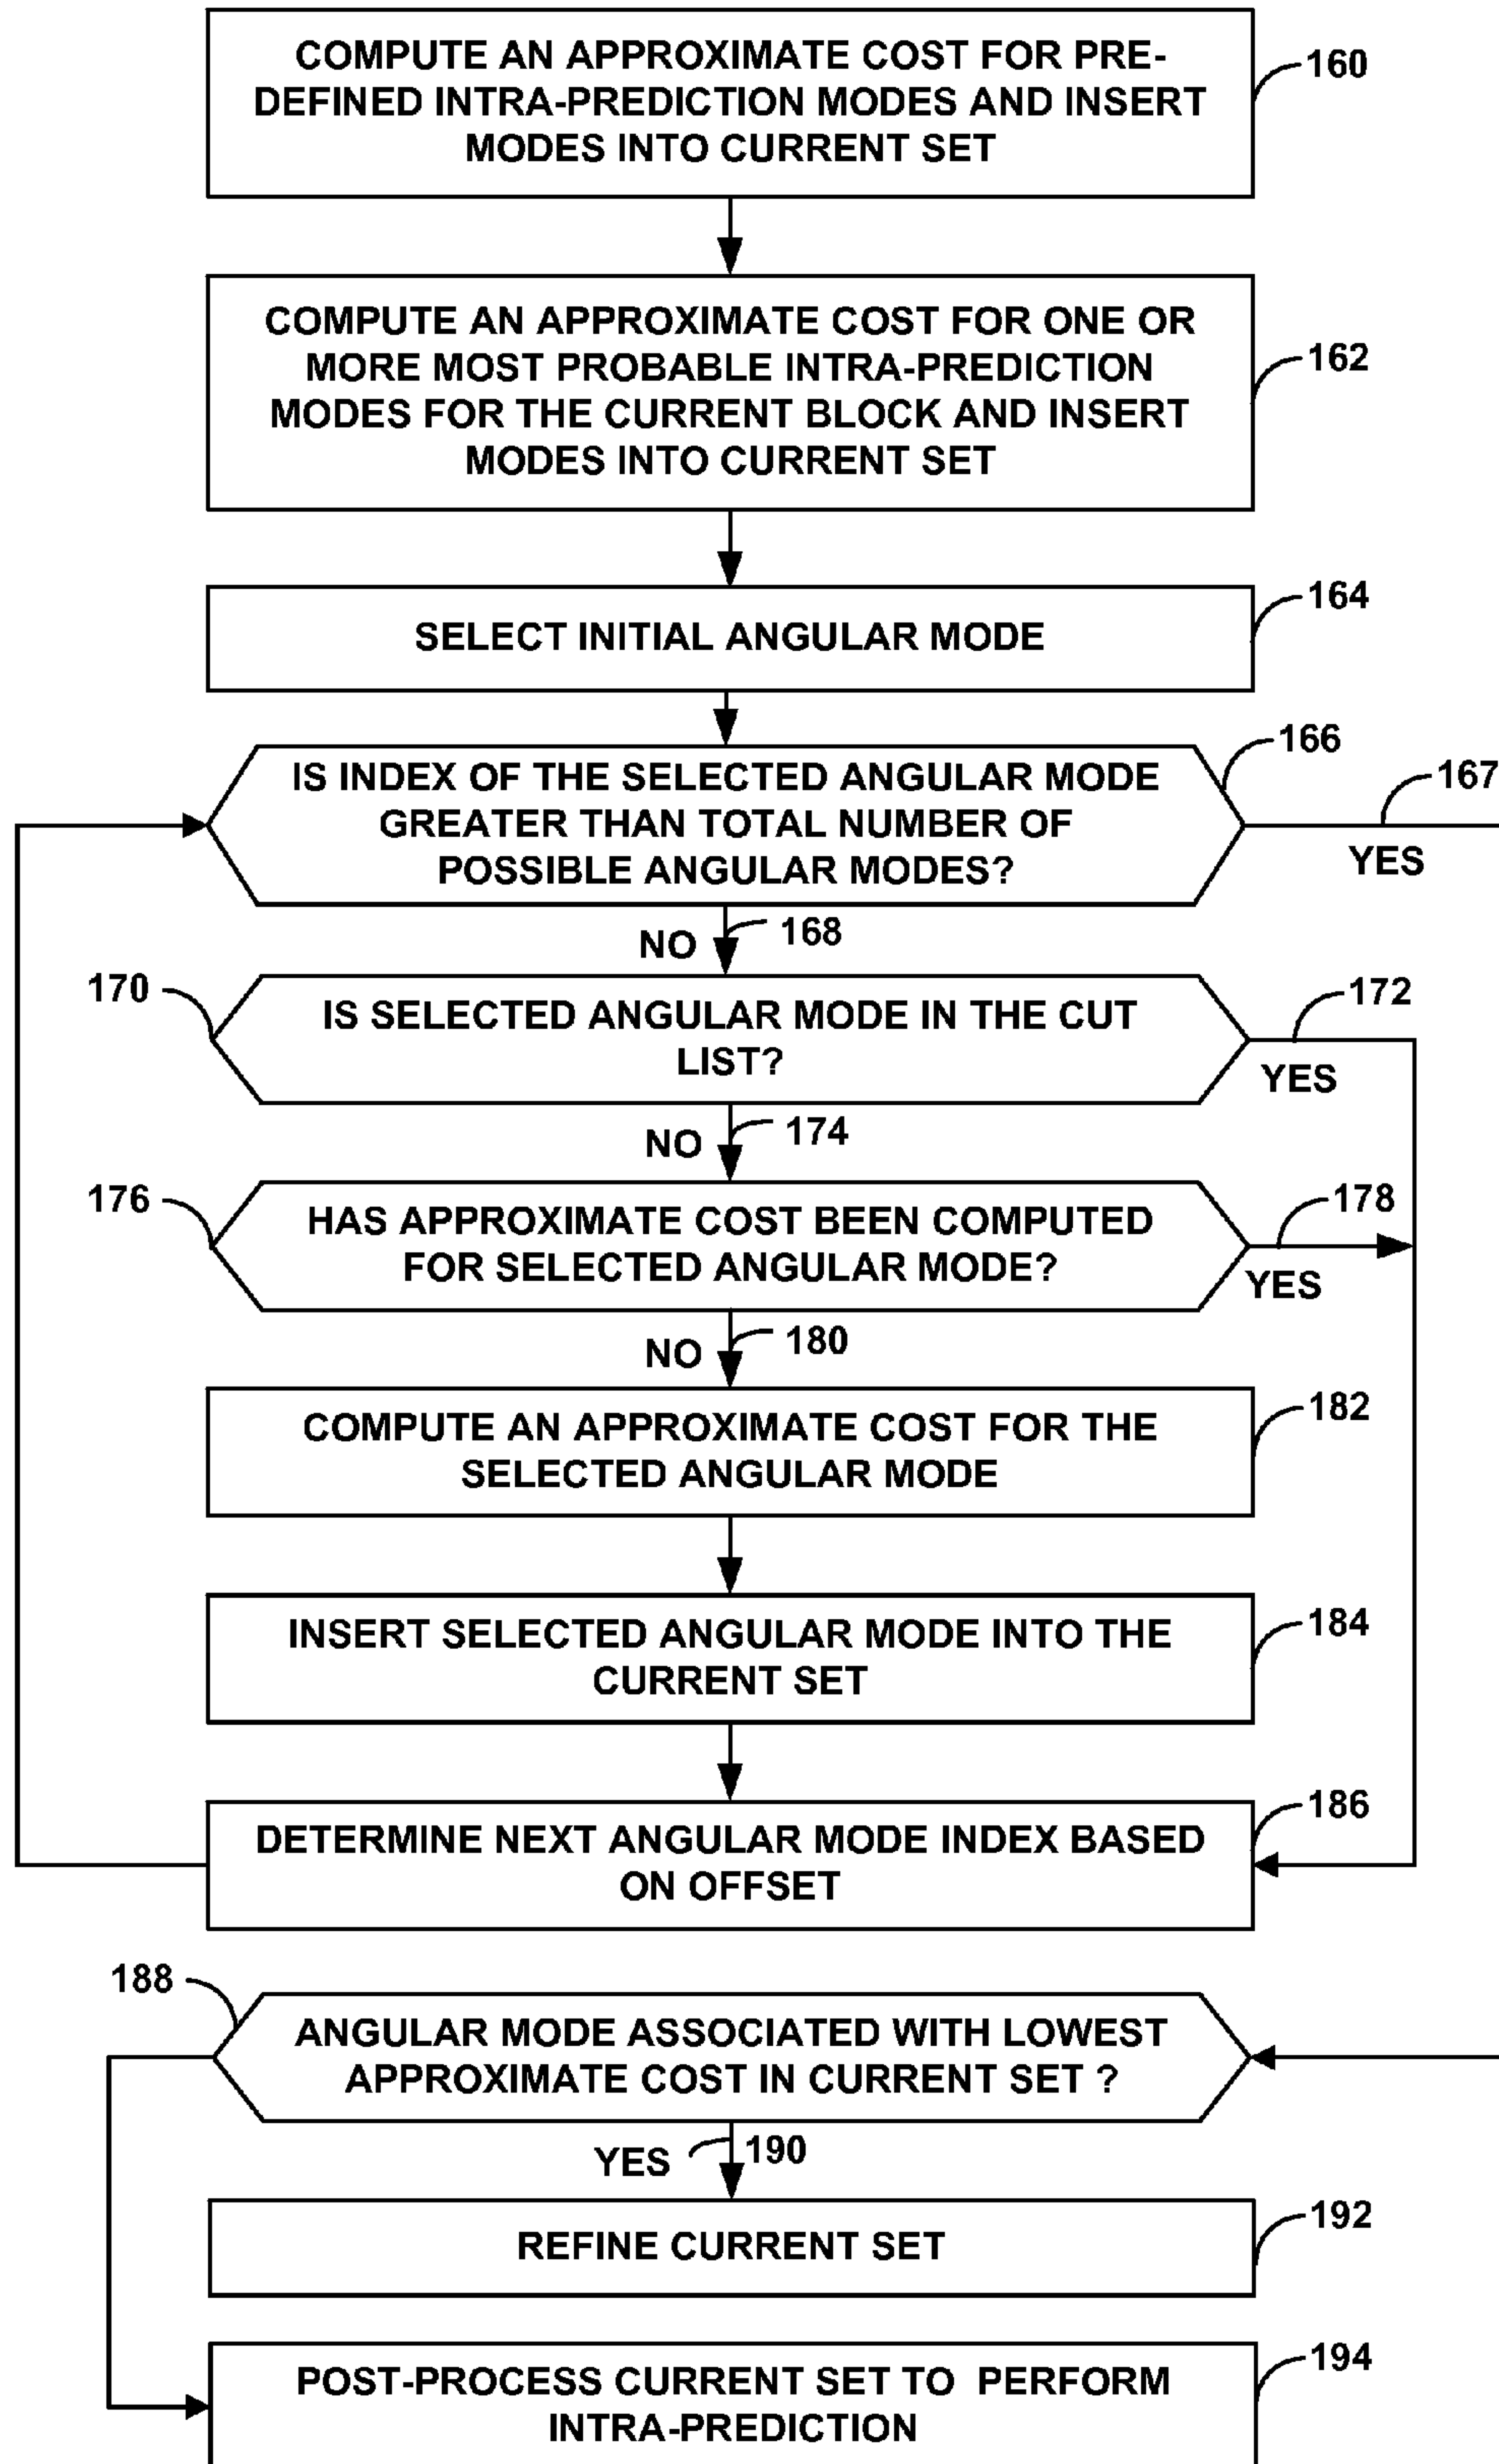 COMPUTE AN APPROXIMATE COST FOR PRE-
DEFINED INTRA-PREDICTION MODES AND INSERT
MODES INTO CURRENT SET
160
COMPUTE AN APPROXIMATE COST FOR ONE OR
MORE MOST PROBABLE INTRA-PREDICTION
MODES FOR THE CURRENT BLOCK AND INSERT
MODES INTO CURRENT SET
162
SELECT INITIAL ANGULAR MODE
164
IS INDEX OF THE SELECTED ANGULAR MODE
GREATER THAN TOTAL NUMBER OF
POSSIBLE ANGULAR MODES?
166
167
YES
NO
168
170
IS SELECTED ANGULAR MODE IN THE CUT
LIST?
172
YES
NO
174
176
HAS APPROXIMATE COST BEEN COMPUTED
FOR SELECTED ANGULAR MODE?
178
YES
NO
180
COMPUTE AN APPROXIMATE COST FOR THE
SELECTED ANGULAR MODE
182
INSERT SELECTED ANGULAR MODE INTO THE
CURRENT SET
184
DETERMINE NEXT ANGULAR MODE INDEX BASED
ON OFFSET
186
188
ANGULAR MODE ASSOCIATED WITH LOWEST
APPROXIMATE COST IN CURRENT SET ?
YES
190
REFINE CURRENT SET
192
POST-PROCESS CURRENT SET TO PERFORM
INTRA-PREDICTION
194